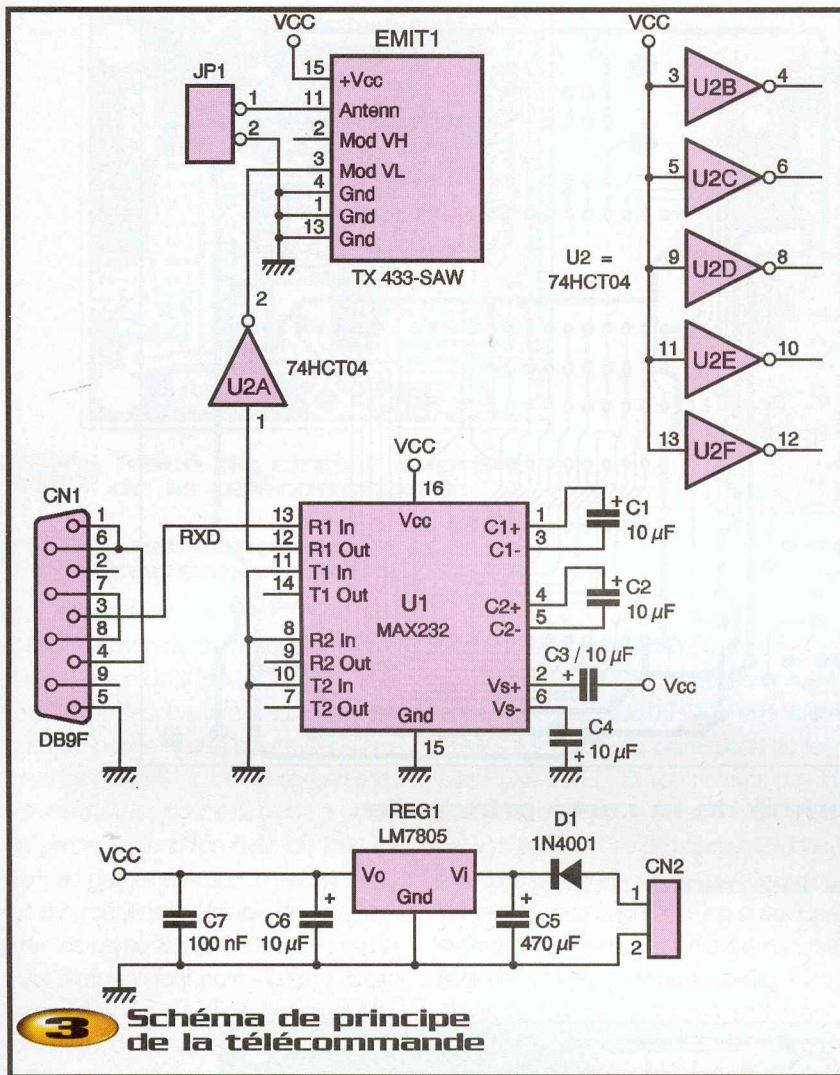 VCC
EMIT1
VCC
JP1
1
2
15
11
2
3
4
1
13
+Vcc
Antenn
Mod VH
Mod VL
Gnd
Gnd
Gnd
TX 433-SAW
3
U2B
4
5
U2C
6
9
U2D
8
11
U2E
10
13
U2F
12
U2 =
74HCT04
2
U2A
74HCT04
1
VCC
16
CN1
1
6
2
7
3
8
4
9
5
DB9F
RXD
13
12
11
14
8
9
10
7
R1 In
R1 Out
T1 In
T1 Out
R2 In
R2 Out
T2 In
T2 Out
Vcc
U1
MAX232
Gnd
15
C1+
C1-
C2+
C2-
Vs+
Vs-
1
3
4
5
2
6
+
C1
10 µF
+
C2
10 µF
C3 / 10 µF
+
Vcc
C4
10 µF
+
REG1
LM7805
Vo
Vi
Gnd
D1
1N4001
CN2
1
2
VCC
C7
100 nF
C6
10 µF
+
C5
470 µF
+
3 Schéma de principe
de la télécommande